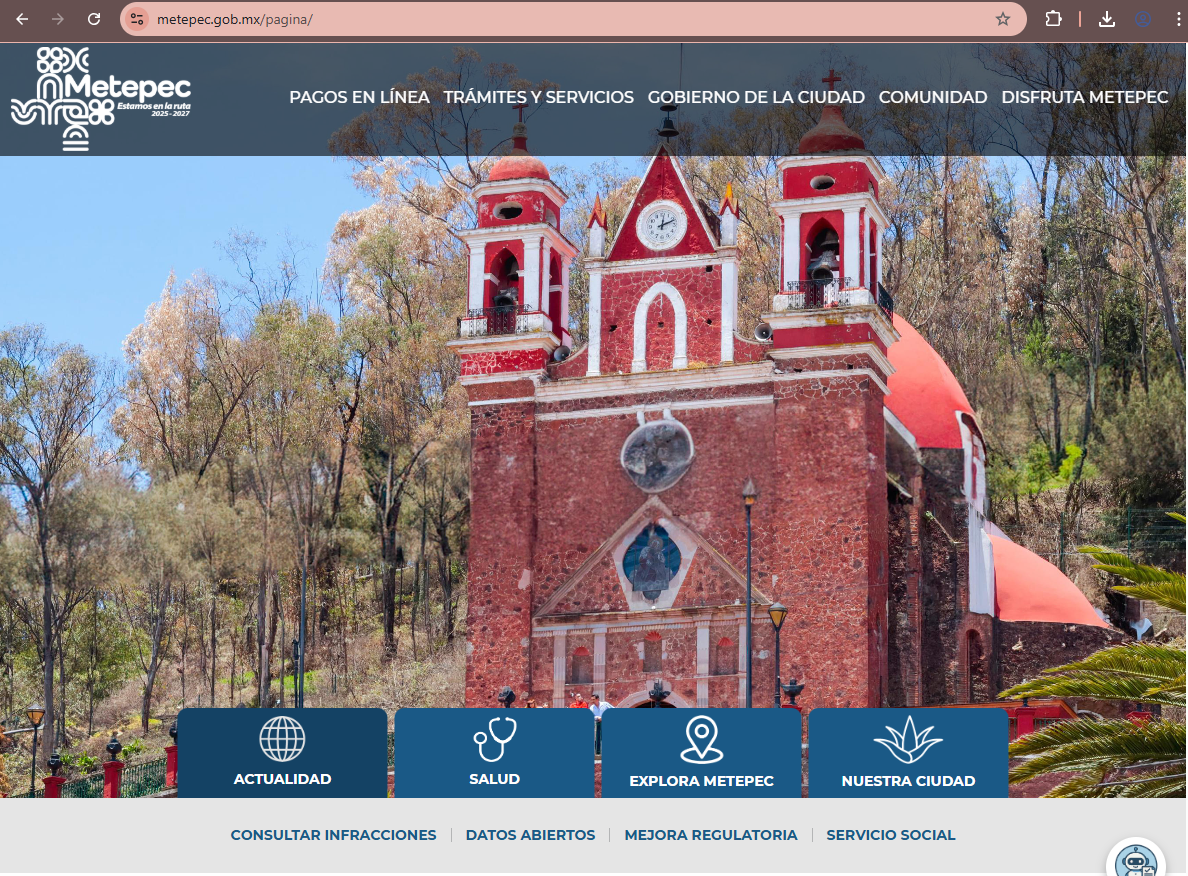 metepec.gob.mx/pagina/
Metepec
Estamos en la ruta
2025 - 2027
PAGOS EN LÍNEA TRÁMITES Y SERVICIOS GOBIERNO DE LA CIUDAD COMUNIDAD DISFRUTA METEPEC
ACTUALIDAD SALUD EXPLORA METEPEC NUESTRA CIUDAD
CONSULTAR INFRACCIONES DATOS ABIERTOS MEJORA REGULATORIA SERVICIO SOCIAL